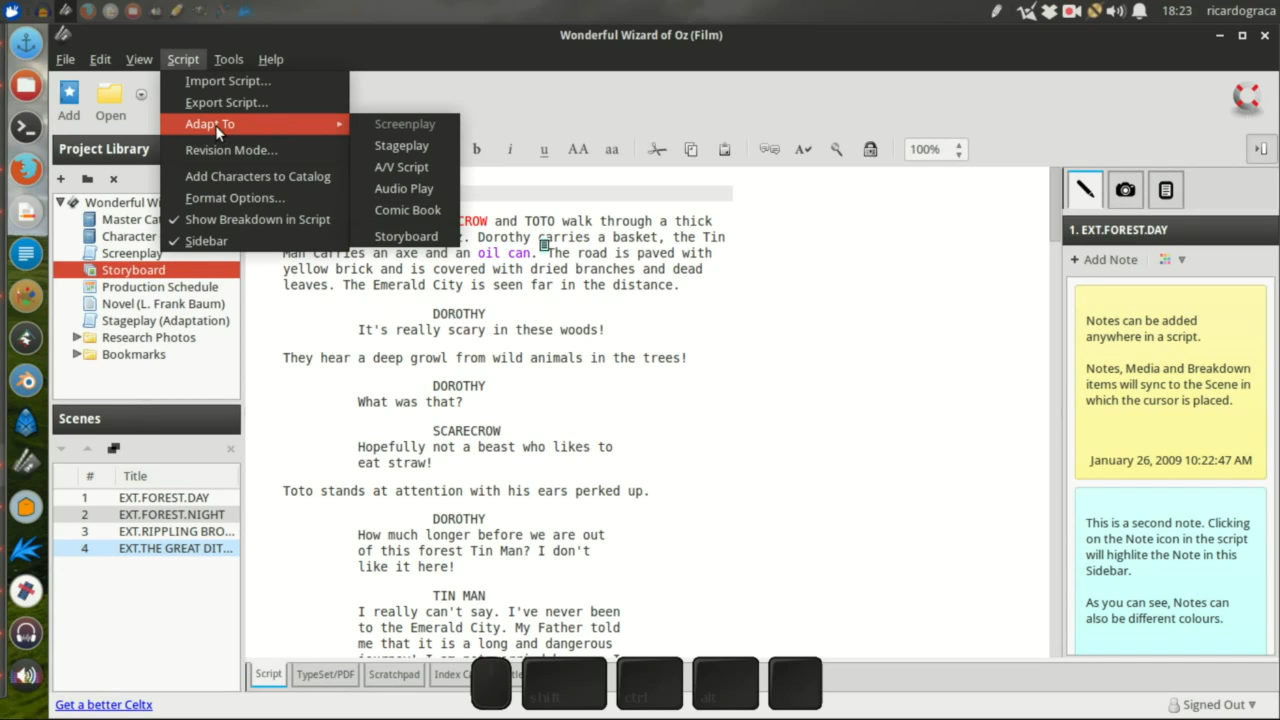 18:23 ricardograca
Wonderful Wizard of Oz (Film)
File Edit View Script Tools Help
Add
Open
Import Script...
Export Script...
Adapt To
Revision Mode...
Add Characters to Catalog
Format Options...
Show Breakdown in Script
Sidebar
Screenplay
Stageplay
A/V Script
Audio Play
Comic Book
Storyboard
b i u AA aa
100%
Project Library
Wonderful Wi
Master Cat
Character
Screenplay
Storyboard
Production Schedule
Novel (L. Frank Baum)
Stageplay (Adaptation)
Research Photos
Bookmarks
Scenes
# Title
1 EXT.FOREST.DAY
2 EXT.FOREST.NIGHT
3 EXT.RIPPLING BRO...
4 EXT.THE GREAT DIT...
CROW and TOTO walk through a thick
Dorothy carries a basket, the Tin
Man carries an axe and an oil can. The road is paved with
yellow brick and is covered with dried branches and dead
leaves. The Emerald City is seen far in the distance.
DOROTHY
It's really scary in these woods!
They hear a deep growl from wild animals in the trees!
DOROTHY
What was that?
SCARECROW
Hopefully not a beast who likes to
eat straw!
Toto stands at attention with his ears perked up.
DOROTHY
How much longer before we are out
of this forest Tin Man? I don't
like it here!
TIN MAN
I really can't say. I've never been
to the Emerald City. My Father told
me that it is a long and dangerous
Script TypeSet/PDF Scratchpad Index C
shift ctrl alt
1. EXT.FOREST.DAY
+ Add Note
Notes can be added
anywhere in a script.
Notes, Media and Breakdown
items will sync to the Scene in
which the cursor is placed.
January 26, 2009 10:22:47 AM
This is a second note. Clicking
on the Note icon in the script
will highlite the Note in this
Sidebar.
As you can see, Notes can
also be different colours.
Get a better Celtx
Signed Out